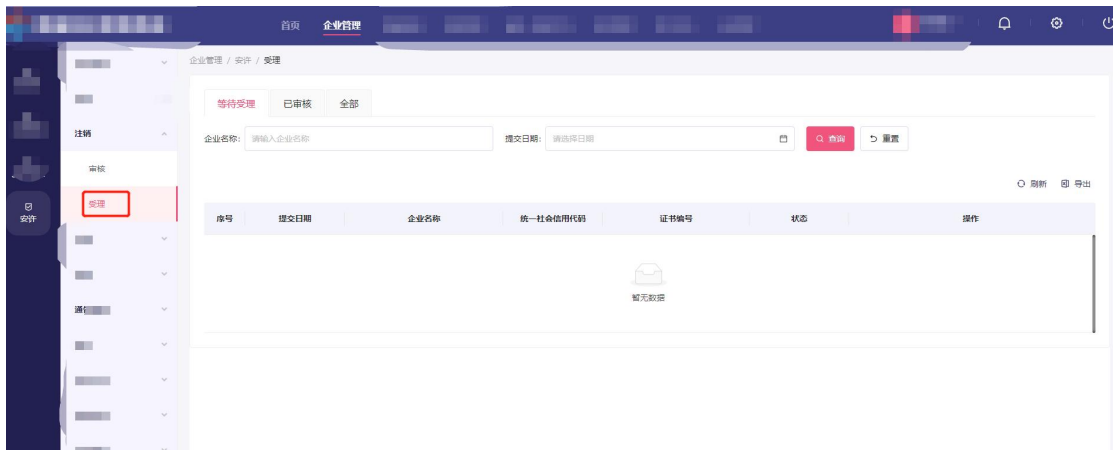 首页 企业管理
企业管理 / 安许 / 受理
等待受理 已审核 全部
注销
企业名称: 请输入企业名称 提交日期: 请选择日期 查询 重置
审核
刷新 导出
受理
安许
序号 提交日期 企业名称 统一社会信用代码 证书编号 状态 操作
暂无数据